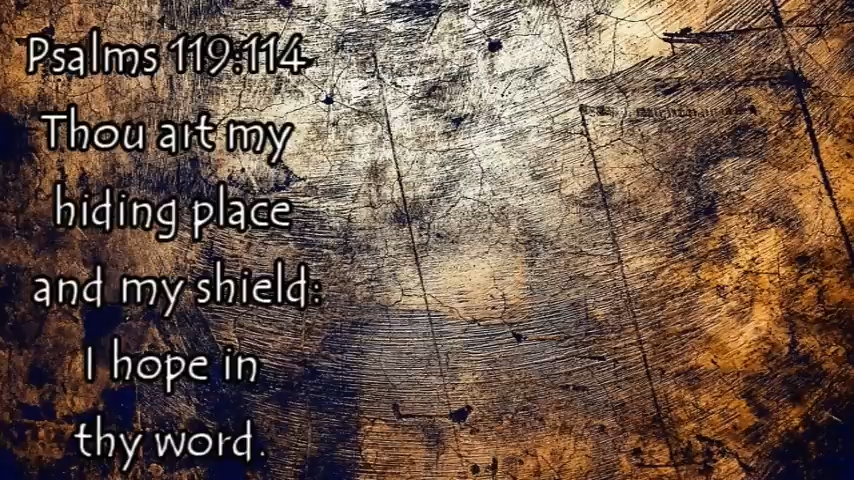 Psalms 119:114
Thou art my
hiding place
and my shield:
I hope in
thy word.